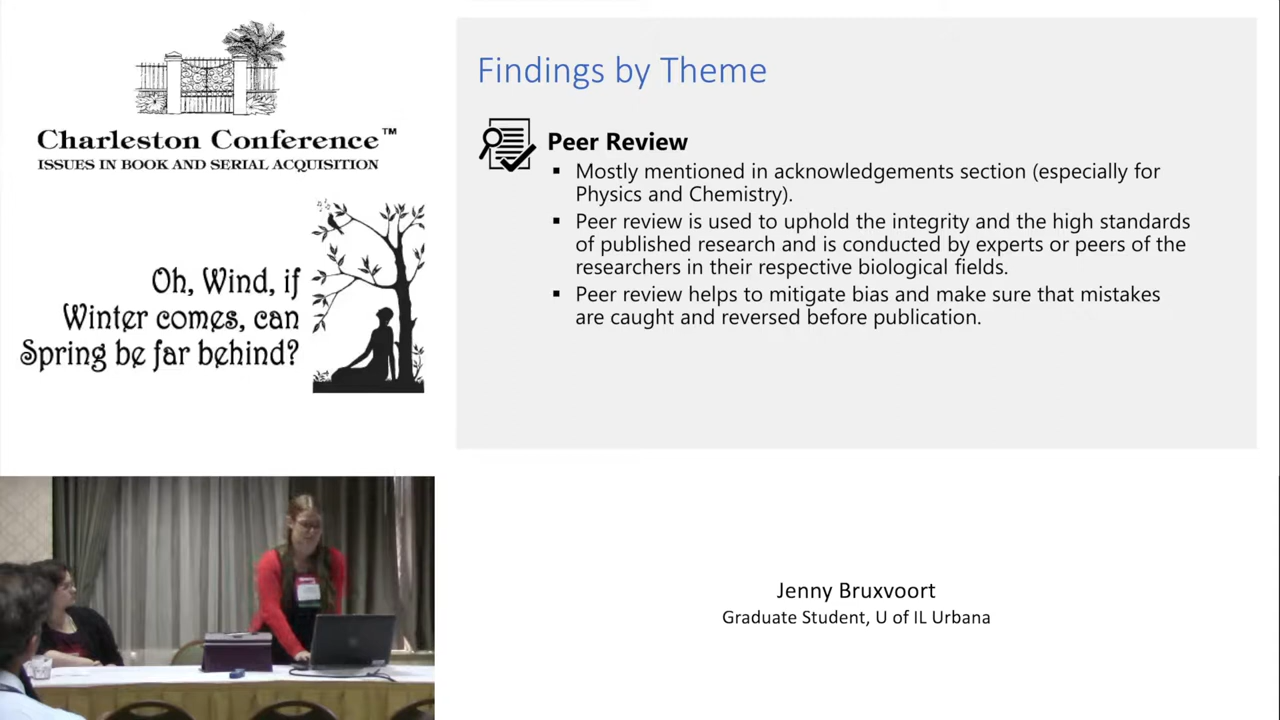 Charleston Conference™
ISSUES IN BOOK AND SERIAL ACQUISITION
Oh, Wind, if
Winter comes, can
Spring be far behind?
Findings by Theme
Peer Review
▪ Mostly mentioned in acknowledgements section (especially for
Physics and Chemistry).
▪ Peer review is used to uphold the integrity and the high standards
of published research and is conducted by experts or peers of the
researchers in their respective biological fields.
▪ Peer review helps to mitigate bias and make sure that mistakes
are caught and reversed before publication.
Jenny Bruxvoort
Graduate Student, U of IL Urbana